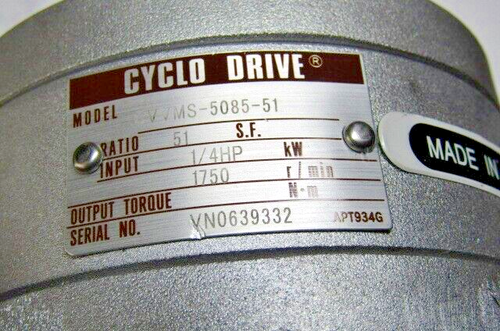 CYCLO DRIVE®
MODEL VVMS-5085-51
RATIO 51 S.F.
INPUT 1/4HP kW
1750 r/min
OUTPUT TORQUE N-m
SERIAL NO. VN0639332 APT934G
MADE IN